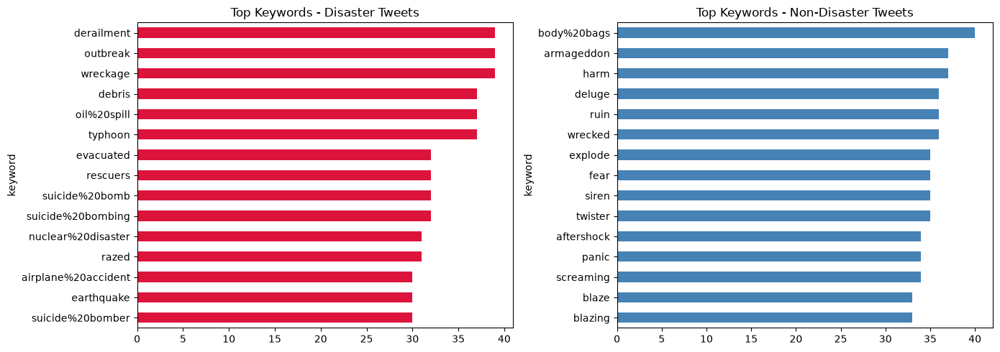 Top Keywords - Disaster Tweets
keyword
derailment
outbreak
wreckage
debris
oil%20spill
typhoon
evacuated
rescuers
suicide%20bomb
suicide%20bombing
nuclear%20disaster
razed
airplane%20accident
earthquake
suicide%20bomber
0 5 10 15 20 25 30 35 40
Top Keywords - Non-Disaster Tweets
keyword
body%20bags
armageddon
harm
deluge
ruin
wrecked
explode
fear
siren
twister
aftershock
panic
screaming
blaze
blazing
0 5 10 15 20 25 30 35 40